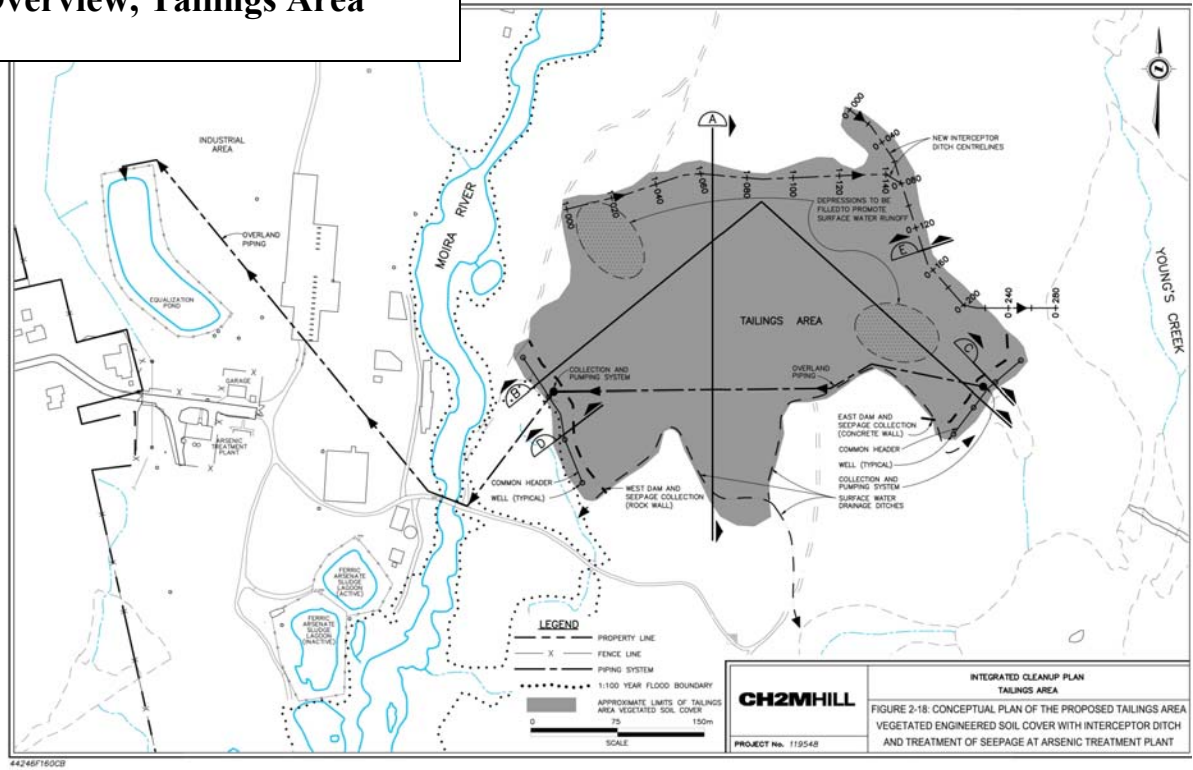 Overview, Tailings Area
INDUSTRIAL
AREA
OVERLAND
PIPING
EQUALIZATION
POND
GARAGE
ARSENIC
TREATMENT
PLANT
MOIRA RIVER
A
1+000
1+020
1+040
1+060
1+080
1+100
1+120
1+140
0+000
0+040
0+080
0+120
0+160
0+200
0+240
0+280
NEW INTERCEPTOR
DITCH CENTRELINES
DEPRESSIONS TO BE
FILLED TO PROMOTE
SURFACE WATER RUNOFF
E
YOUNG'S CREEK
TAILINGS AREA
C
COLLECTION AND
PUMPING SYSTEM
B
D
OVERLAND
PIPING
EAST DAM AND
SEEPAGE COLLECTION
(CONCRETE WALL)
COMMON HEADER
WELL (TYPICAL)
COLLECTION AND
PUMPING SYSTEM
SURFACE WATER
DRAINAGE DITCHES
COMMON HEADER
WELL (TYPICAL)
WEST DAM AND
SEEPAGE COLLECTION
(ROCK WALL)
FERRIC
ARSENATE
SLUDGE
LAGOON
(ACTIVE)
FERRIC
ARSENATE
SLUDGE
LAGOON
(INACTIVE)
LEGEND
PROPERTY LINE
X FENCE LINE
PIPING SYSTEM
1:100 YEAR FLOOD BOUNDARY
APPROXIMATE LIMITS OF TAILINGS
AREA VEGETATED SOIL COVER
0 75 150m
SCALE
CH2MHILL
PROJECT No. 119548
INTEGRATED CLEANUP PLAN
TAILINGS AREA
FIGURE 2-18: CONCEPTUAL PLAN OF THE PROPOSED TAILINGS AREA
VEGETATED ENGINEERED SOIL COVER WITH INTERCEPTOR DITCH
AND TREATMENT OF SEEPAGE AT ARSENIC TREATMENT PLANT
44246F160CB